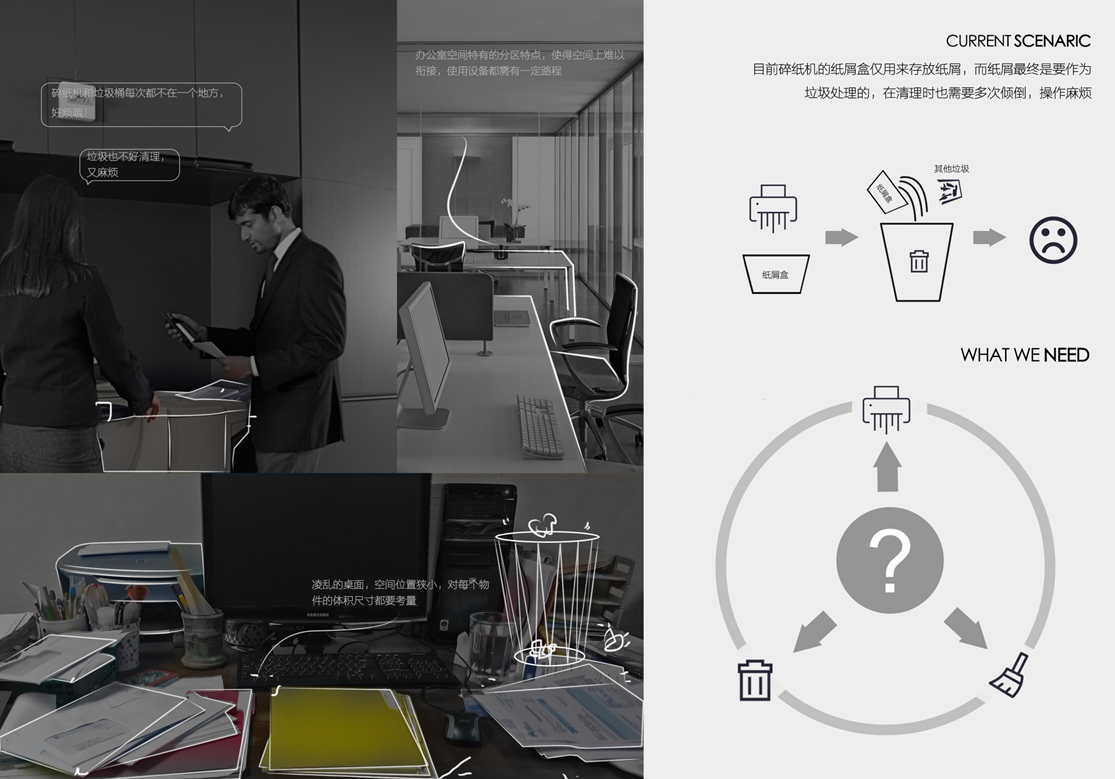 碎纸机和垃圾桶每次都不在一个地方，
好烦哦！
垃圾也不好清理，
又麻烦
办公室空间特有的分区特点，使得空间上难以
衔接，使用设备都需有一定路程
凌乱的桌面，空间位置狭小，对每个物
件的体积尺寸都要考量
SAMSUNG
CURRENT SCENARIC
目前碎纸机的纸屑盒仅用来存放纸屑，而纸屑最终是要作为
垃圾处理的，在清理时也需要多次倾倒，操作麻烦
其他垃圾
纸屑盒
纸屑盒
WHAT WE NEED
?